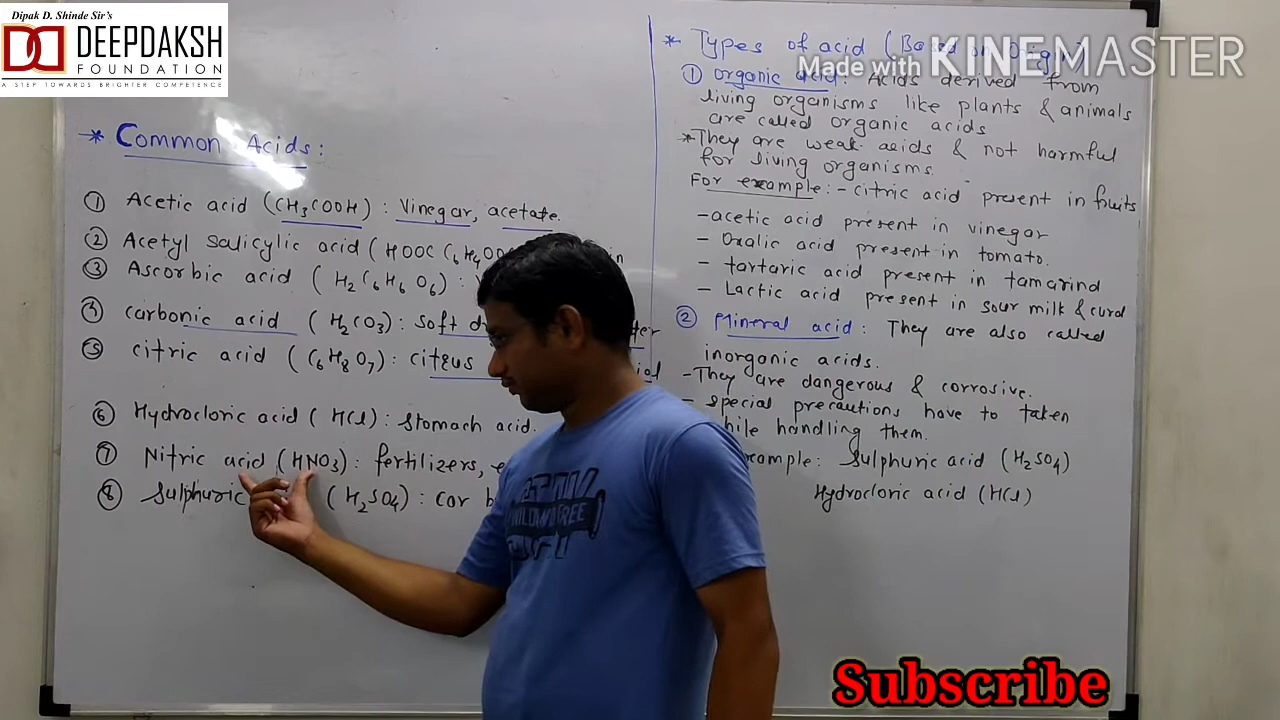 Dipak D. Shinde Sir's
DEEPDAKSH
FOUNDATION
A STEP TOWARDS BRIGHTER COMPETENCE
Made with KINEMASTER
* Common Acids:
① Acetic acid (CH3COOH): Vinegar, acetate.
② Acetyl Salicylic acid (HOOC C6H4OO in
③ Ascorbic acid (H2C6H6O6):
④ carbonic acid (H2CO3): soft d ter
⑤ citric acid (C6H8O7): citrus
⑥ Hydrocloric acid (HCl): Stomach acid.
⑦ Nitric acid (HNO3): fertilizers, e
⑧ Sulphuric (H2SO4): car b
* Types of acid (Based on Origin)
① organic acid: Acids derived from
living organisms like plants & animals
are called organic acids
* They are weak acids & not harmful
for living organisms.
For example:- citric acid present in fruits
- acetic acid present in vinegar
- Oxalic acid present in tomato.
- tartaric acid present in tamarind
- Lactic acid present in sour milk & curd
② Mineral acid: They are also called
inorganic acids.
- They are dangerous & corrosive.
- special precautions have to taken
hile handling them.
xample: Sulphuric acid (H2SO4)
Hydrocloric acid (HCl)
Subscribe